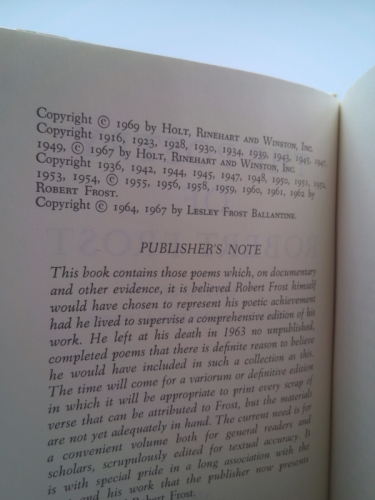 Copyright © 1969 by HOLT, RINEHART AND WINSTON, INC.
Copyright 1916, 1923, 1928, 1930, 1934, 1939, 1943, 1945, 1947,
1949, © 1967 by HOLT, RINEHART AND WINSTON, INC.
Copyright 1936, 1942, 1944, 1945, 1947, 1948, 1950, 1951, 1952,
1953, 1954, © 1955, 1956, 1958, 1959, 1960, 1961, 1962 by
ROBERT FROST.
Copyright © 1964, 1967 by LESLEY FROST BALLANTINE.
PUBLISHER'S NOTE
This book contains those poems which, on documentary
and other evidence, it is believed Robert Frost himself
would have chosen to represent his poetic achievement
had he lived to supervise a comprehensive edition of his
work. He left at his death in 1963 no unpublished,
completed poems that there is definite reason to believe
he would have included in such a collection as this.
The time will come for a variorum or definitive edition
in which it will be appropriate to print every scrap of
verse that can be attributed to Frost, but the materials
are not yet adequately in hand. The current need is for
a convenient volume both for general readers and
scholars, scrupulously edited for textual accuracy. It
is with special pride in a long association with the
and his work that the publisher now presents
Robert Frost.